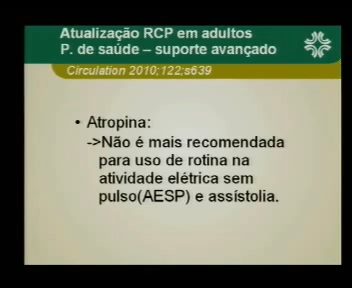 Atualização RCP em adultos
P. de saúde – suporte avançado
Circulation 2010;122;s639
• Atropina:
->Não é mais recomendada
para uso de rotina na
atividade elétrica sem
pulso(AESP) e assístolia.